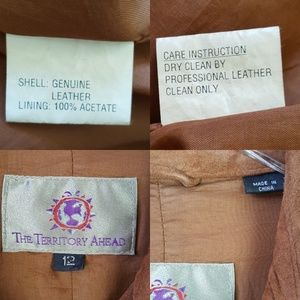 SHELL: GENUINE
LEATHER
LINING: 100% ACETATE
CARE INSTRUCTION
DRY CLEAN BY
PROFESSIONAL LEATHER
CLEAN ONLY
THE TERRITORY AHEAD
12
MADE IN
CHINA